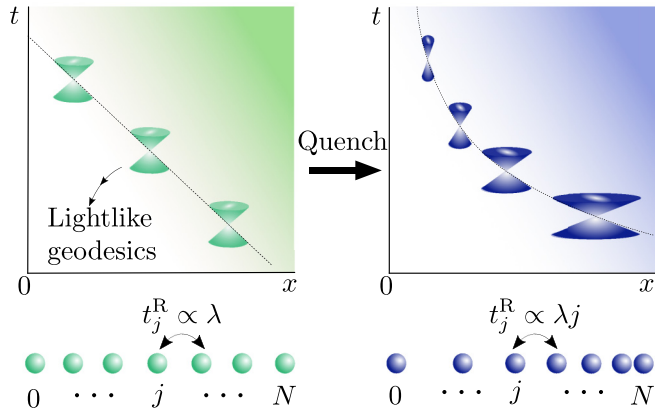 t
t
Quench
Lightlike
geodesics
0
x
0
x
t_j^R ∝ λ
t_j^R ∝ λj
0 · · · j · · · N
0 · · · j · · · N